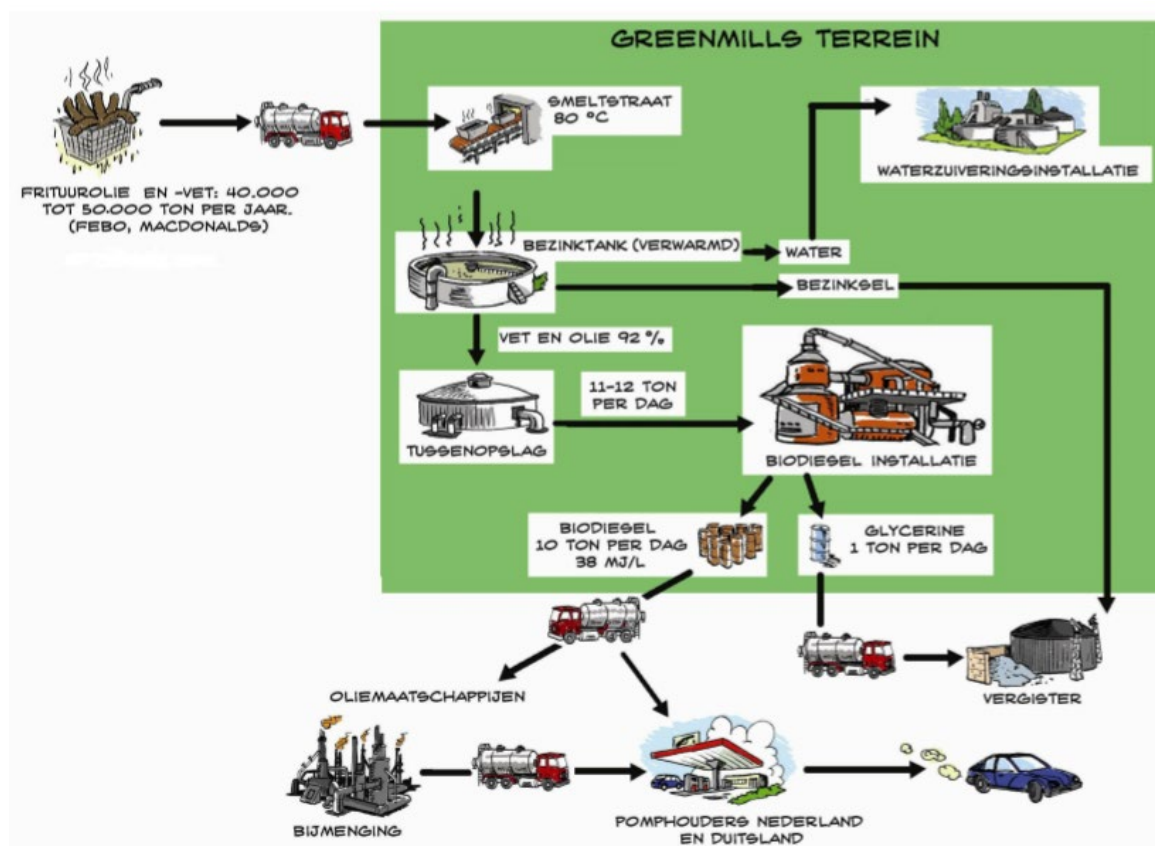 GREENMILLS TERREIN
SMELTSTRAAT
80 °C
WATERZUIVERINGSINSTALLATIE
FRITUUROLIE EN -VET: 40.000
TOT 50.000 TON PER JAAR.
(FEBO, MACDONALDS)
BEZINKTANK (VERWARMD)
WATER
BEZINKSEL
VET EN OLIE 92 %
11-12 TON
PER DAG
TUSSENOPSLAG
BIODIESEL INSTALLATIE
BIODIESEL
10 TON PER DAG
38 MJ/L
GLYCERINE
1 TON PER DAG
OLIEMAATSCHAPPIJEN
VERGISTER
BIJMENGING
POMPHOUDERS NEDERLAND
EN DUITSLAND